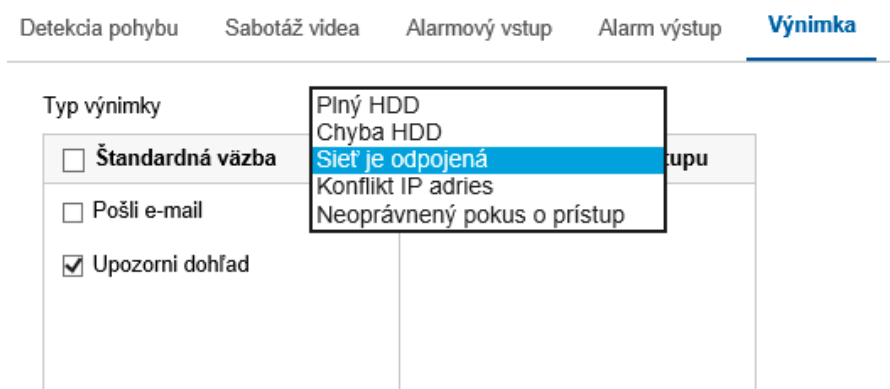 Detekcia pohybu Sabotáž videa Alarmový vstup Alarm výstup Výnimka
Typ výnimky
Plný HDD
Chyba HDD
Sieť je odpojená
Konflikt IP adries
Neoprávnený pokus o prístup
Štandardná väzba
Pošli e-mail
Upozorni dohľad